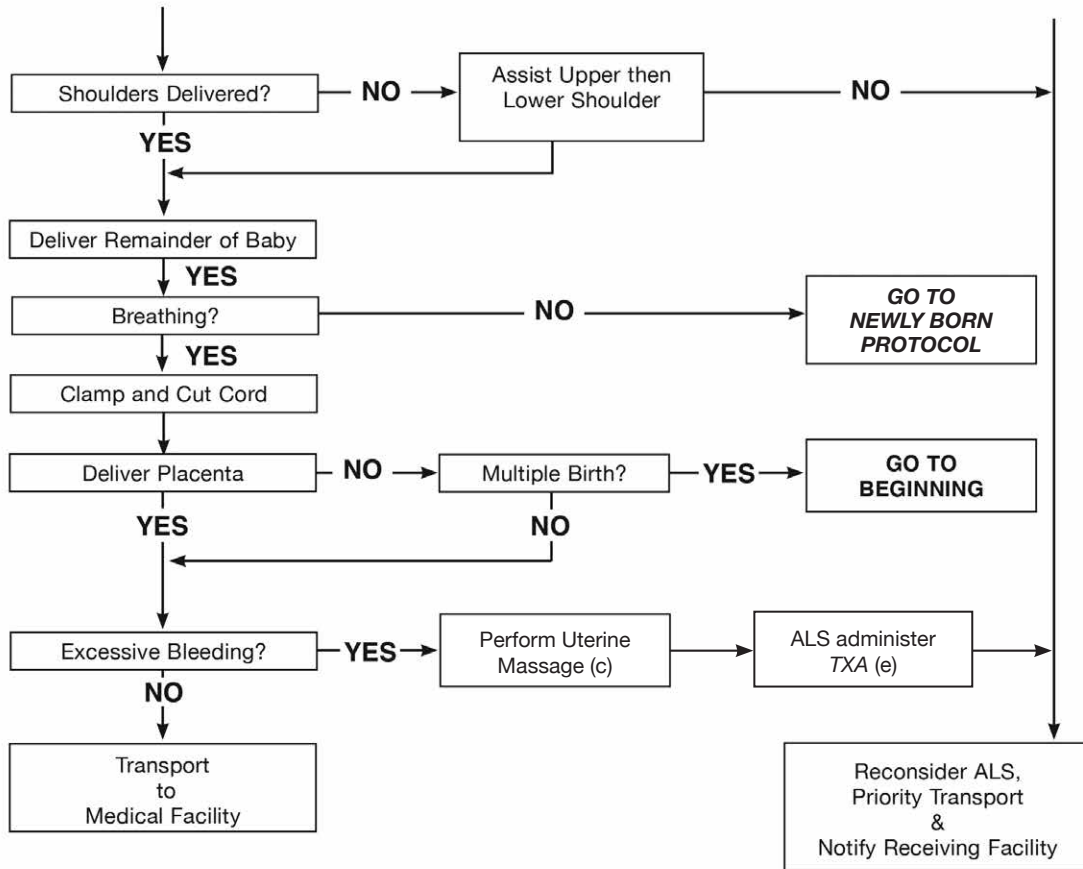 Shoulders Delivered?
NO
Assist Upper then
Lower Shoulder
NO
YES
Deliver Remainder of Baby
YES
Breathing?
NO
GO TO
NEWLY BORN
PROTOCOL
YES
Clamp and Cut Cord
Deliver Placenta
NO
Multiple Birth?
YES
GO TO
BEGINNING
YES
NO
Excessive Bleeding?
YES
Perform Uterine
Massage (c)
ALS administer
TXA (e)
NO
Transport
to
Medical Facility
Reconsider ALS,
Priority Transport
&
Notify Receiving Facility